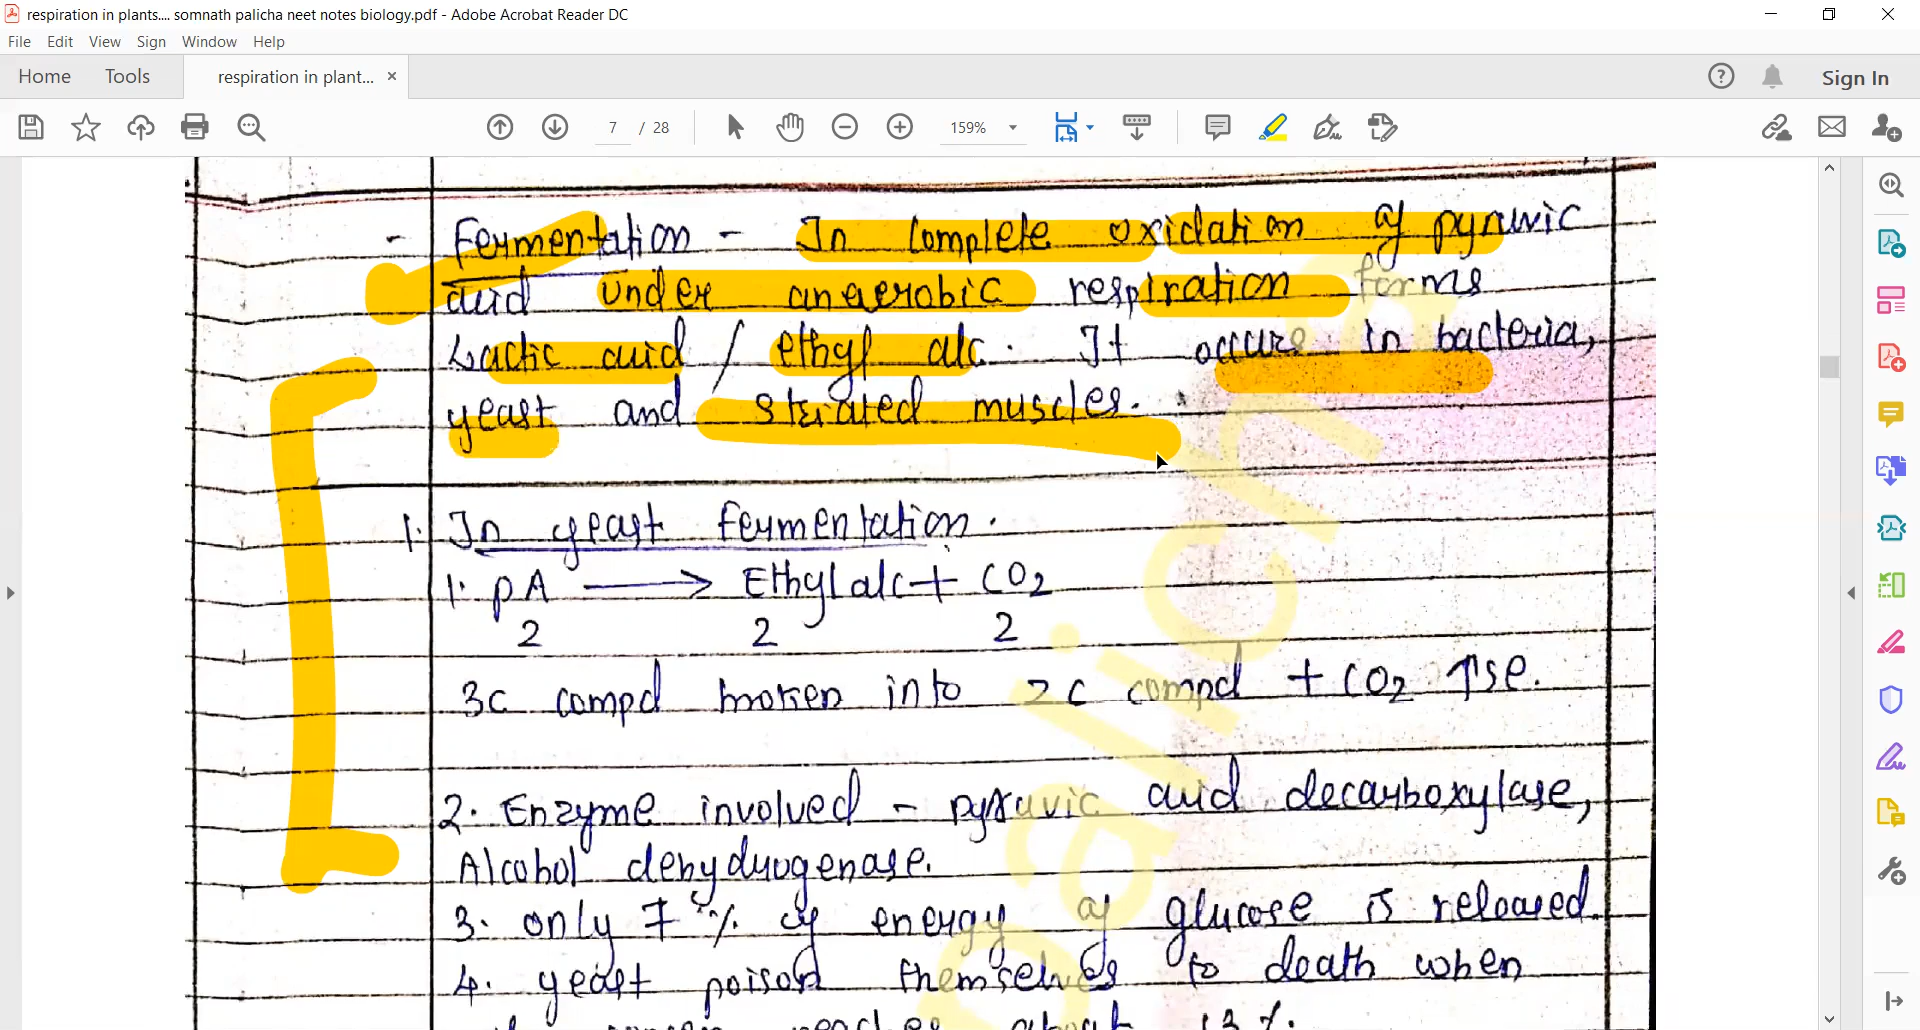 respiration in plants.... somnath palicha neet notes biology.pdf - Adobe Acrobat Reader DC
File Edit View Sign Window Help
Home Tools respiration in plant... × Sign In
7 / 28 159%
- Fermentation - In complete oxidation of pyruvic
acid under anaerobic respiration forms
Lactic acid / ethyl alc. It occurs in bacteria,
yeast and striated muscles.
1. In yeast fermentation.
1. PA → Ethyl alc + CO2
2 2 2
3C compd broken into 2C compd + CO2 ↑se.
2. Enzyme involved - pyruvic acid decarboxylase,
Alcohol dehydrogenase.
3. only 7% of energy of glucose is released.
4. yeast poison themselves to death when
reaches about 13%.
palicha